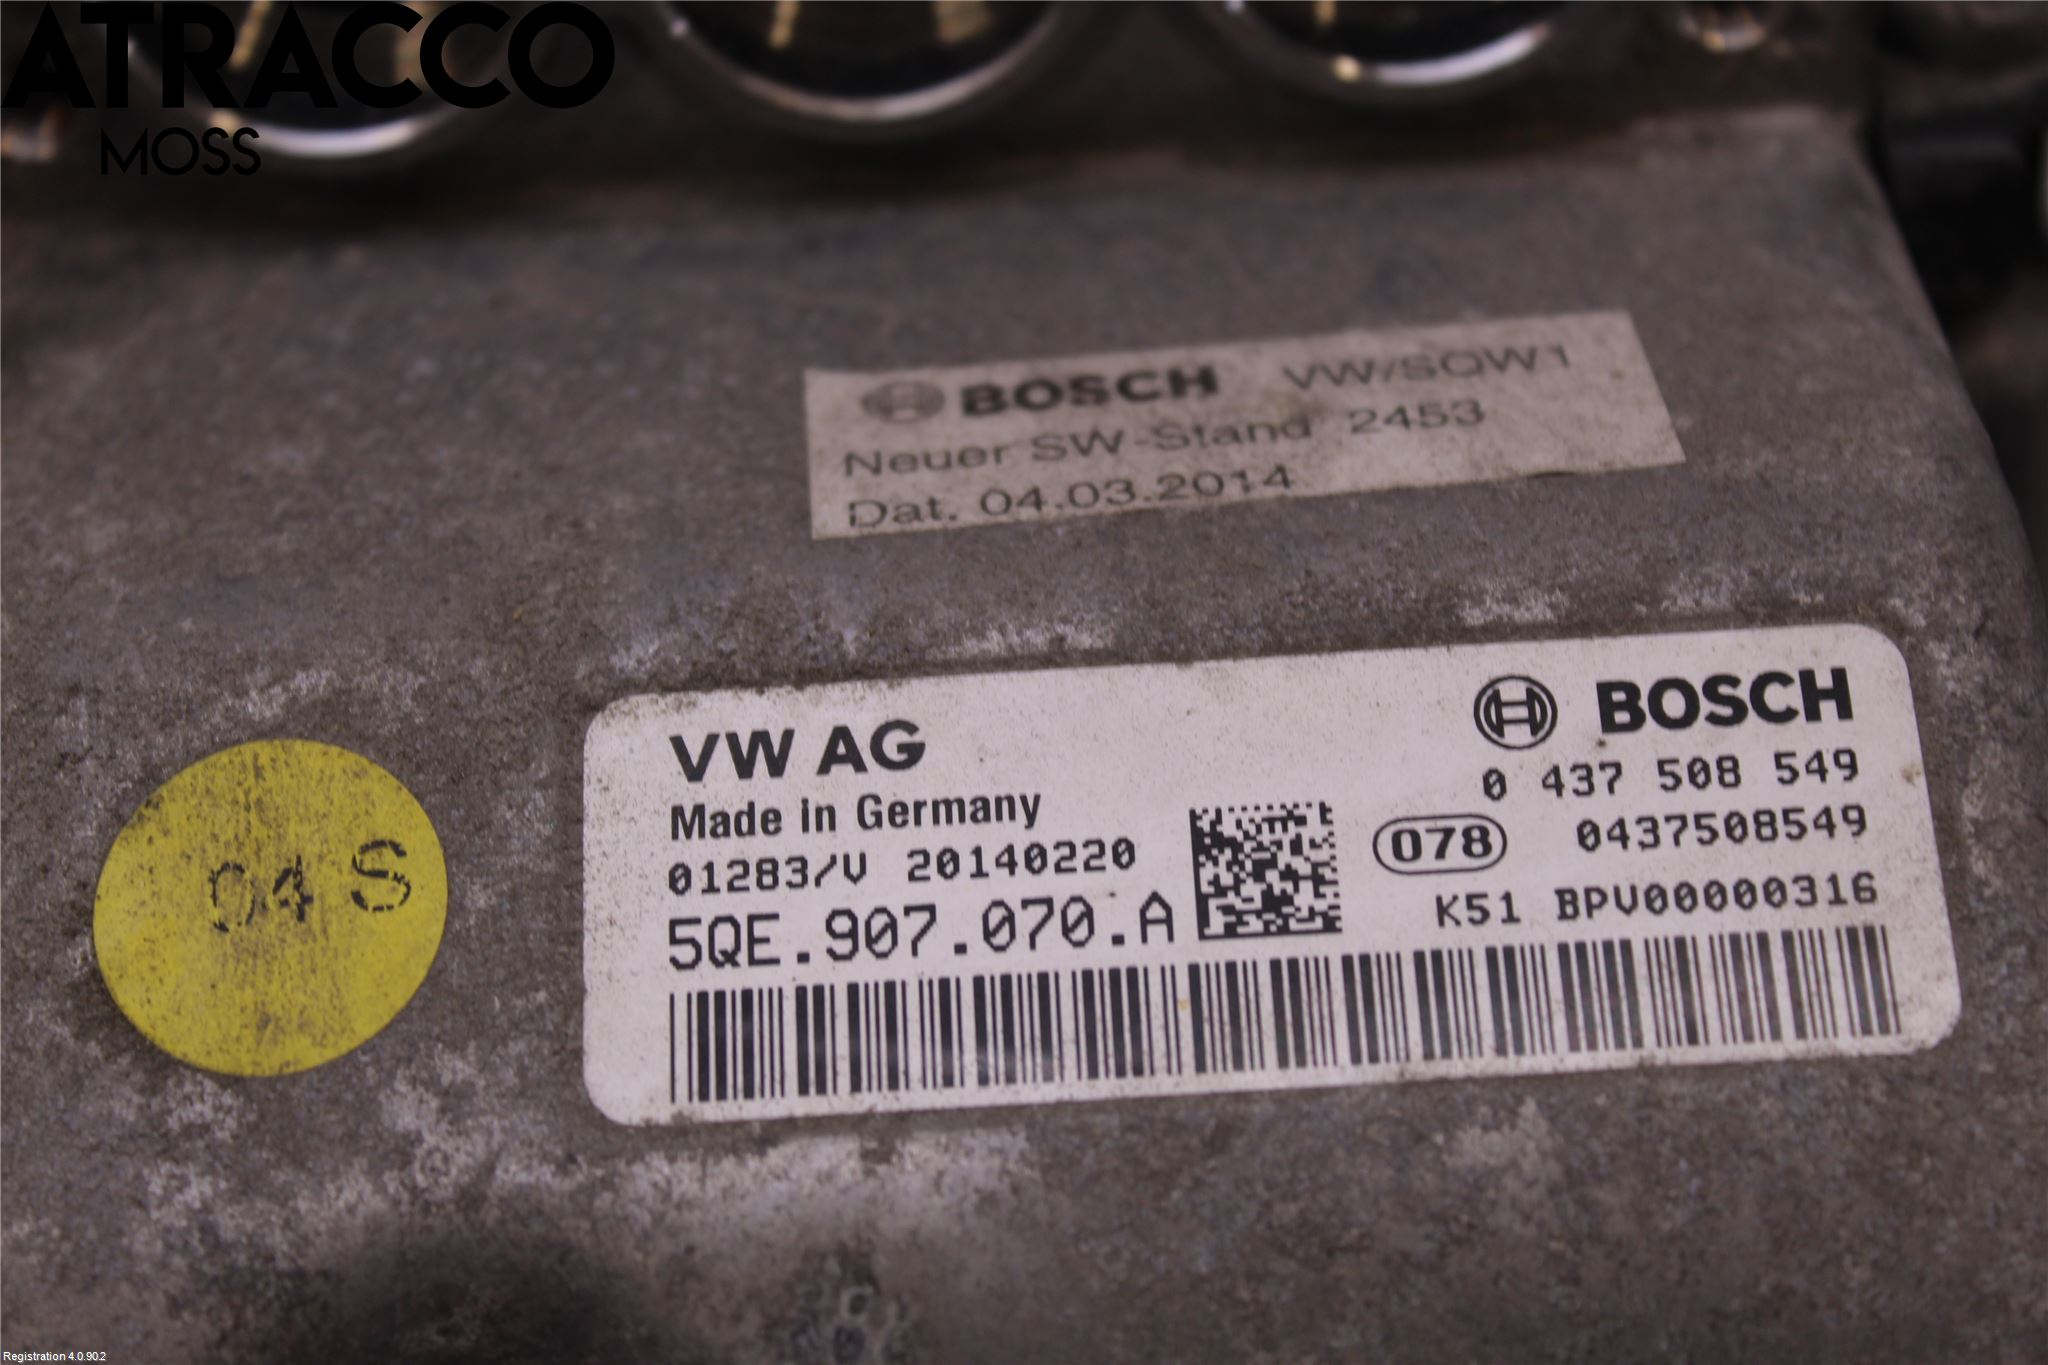 ATRACCO
MOSS
BOSCH VW/SQW1
Neuer SW-Stand 2453
Dat. 04.03.2014
VW AG
Made in Germany
01283/V 20140220
5QE.907.070.A
BOSCH
0 437 508 549
078 0437508549
K51 BPV00000316
04 S
Registration 4.0.90.2